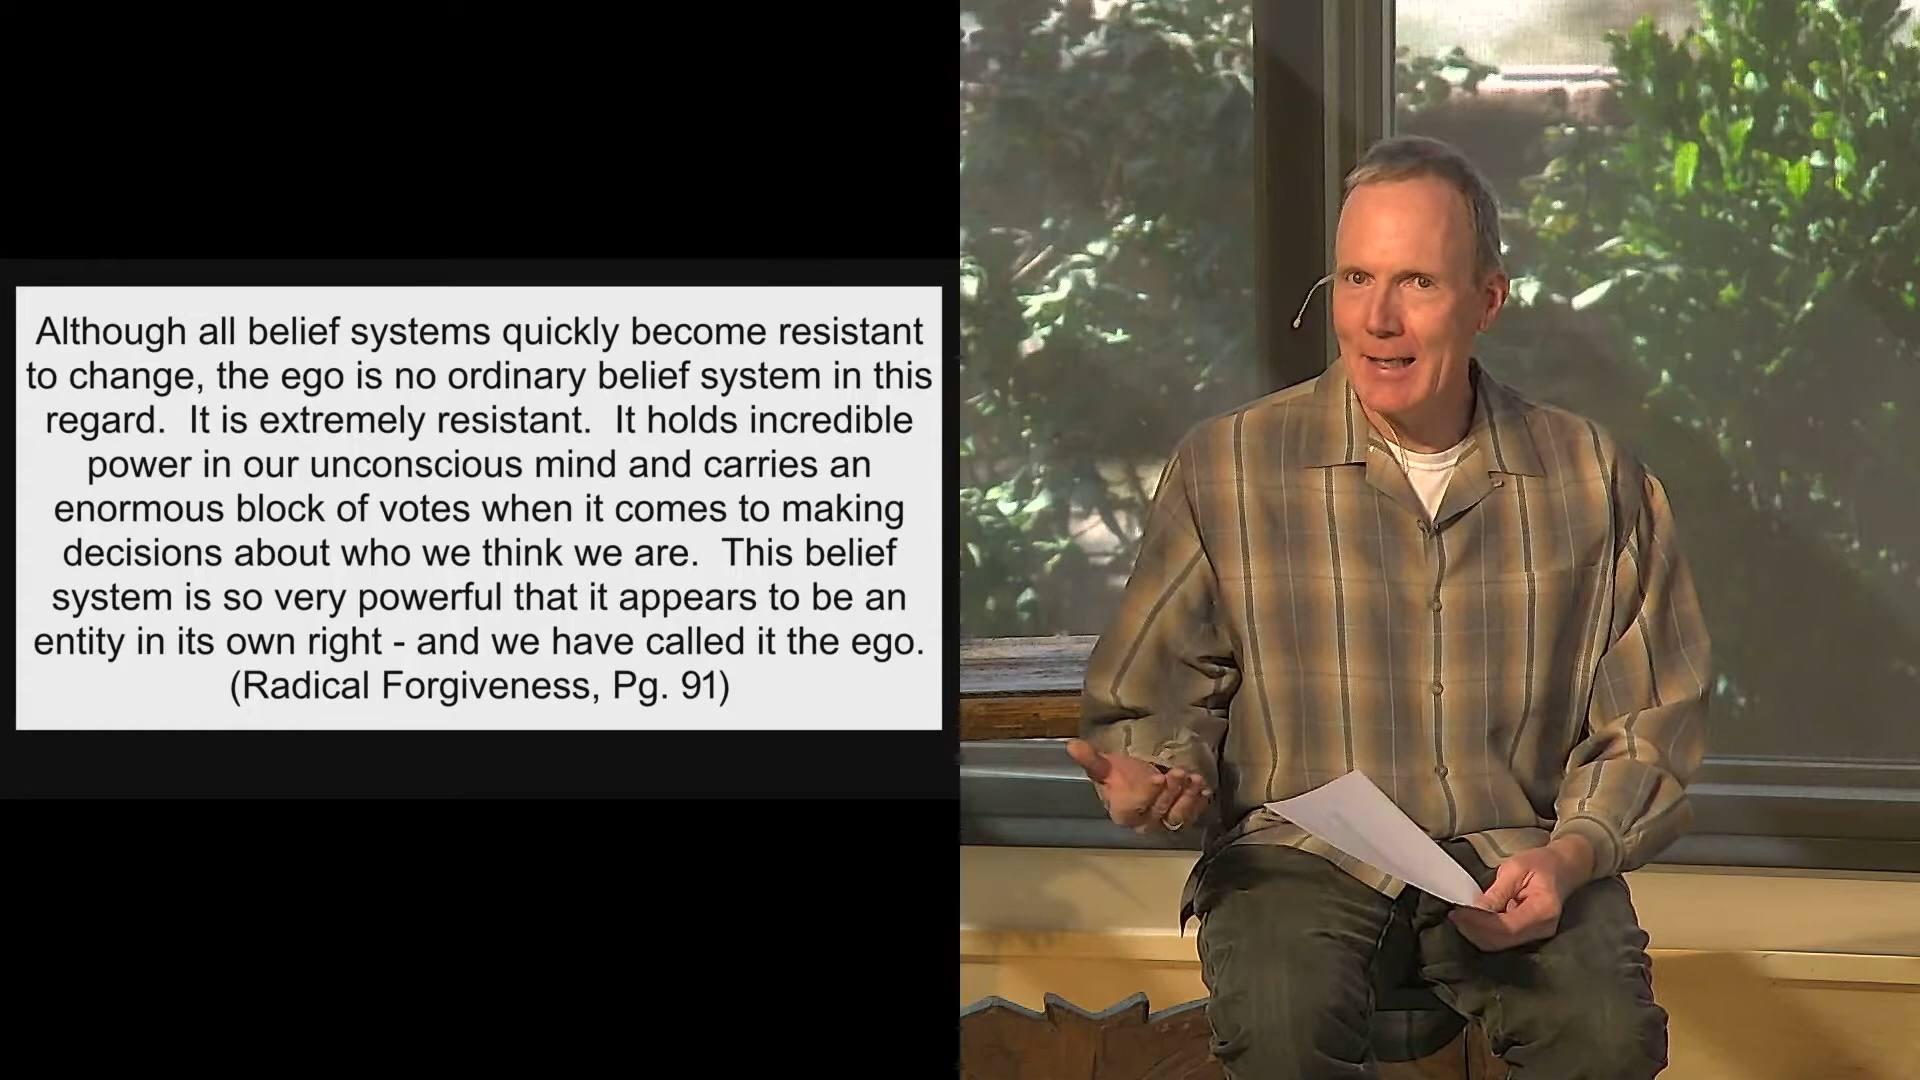 Although all belief systems quickly become resistant
to change, the ego is no ordinary belief system in this
regard.  It is extremely resistant.  It holds incredible
power in our unconscious mind and carries an
enormous block of votes when it comes to making
decisions about who we think we are.  This belief
system is so very powerful that it appears to be an
entity in its own right - and we have called it the ego.
(Radical Forgiveness, Pg. 91)